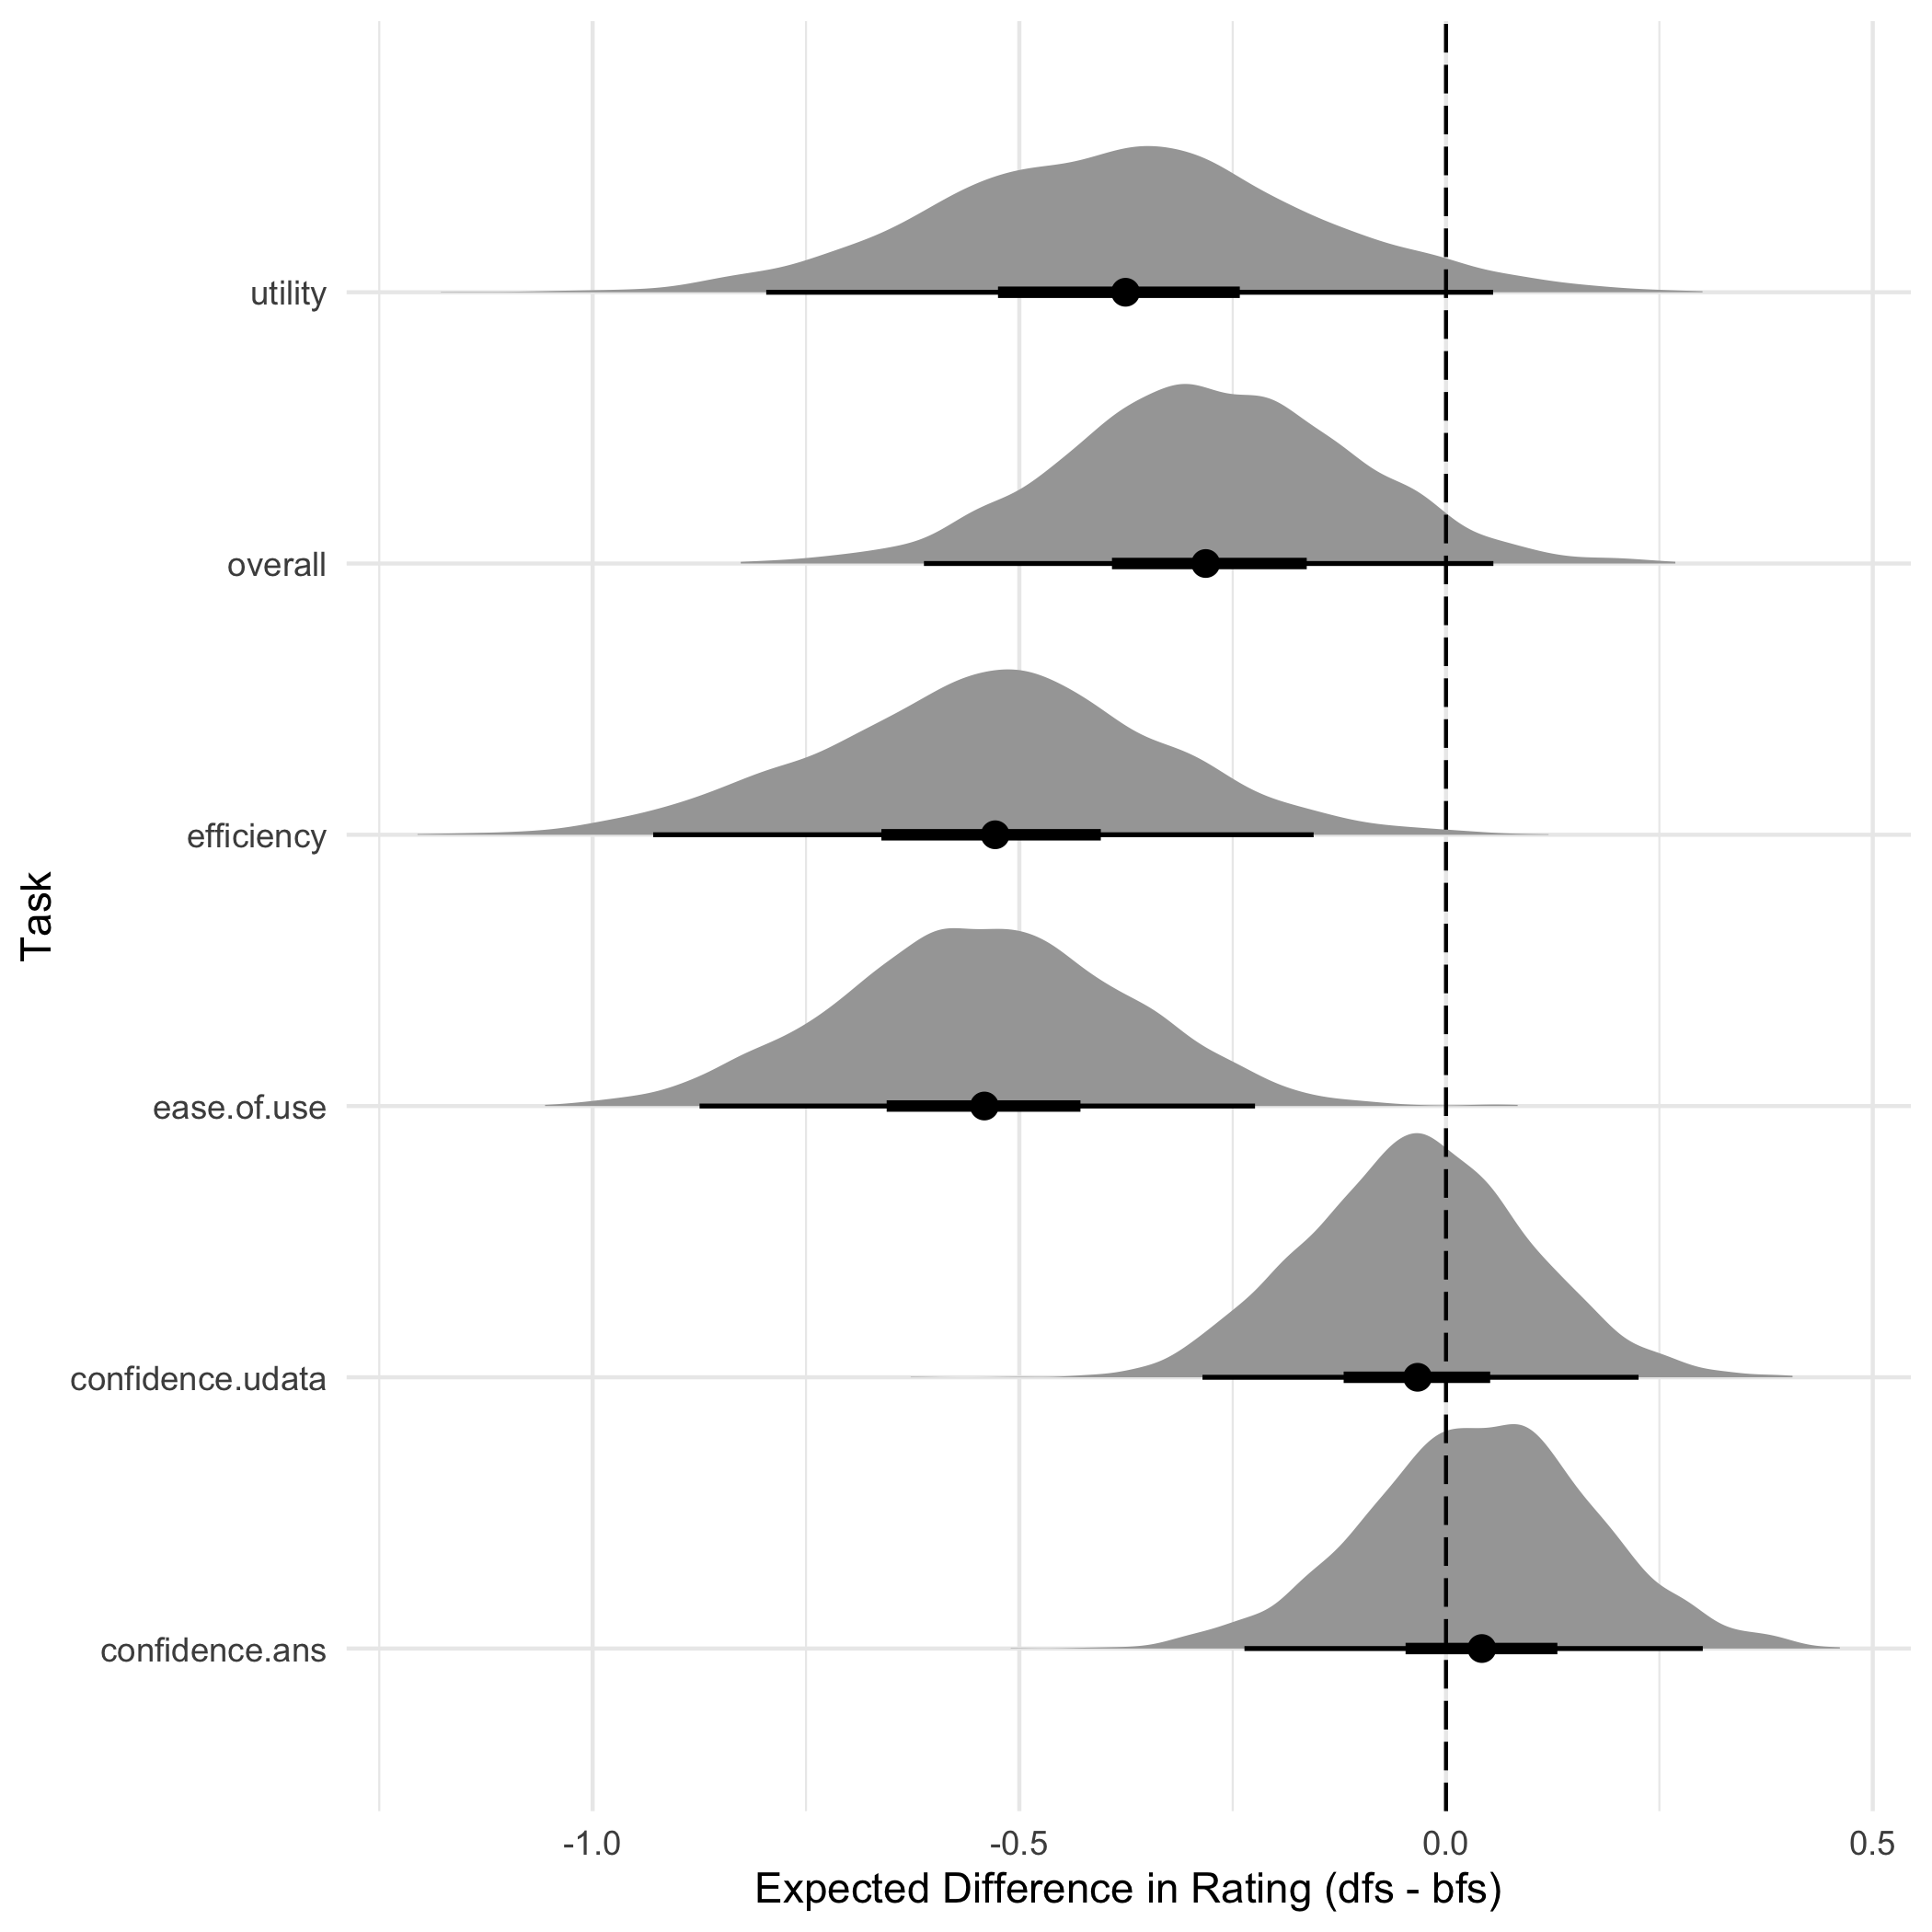 utility
overall
efficiency
ease.of.use
confidence.udata
confidence.ans
Task
-1.0 -0.5 0.0 0.5
Expected Difference in Rating (dfs - bfs)